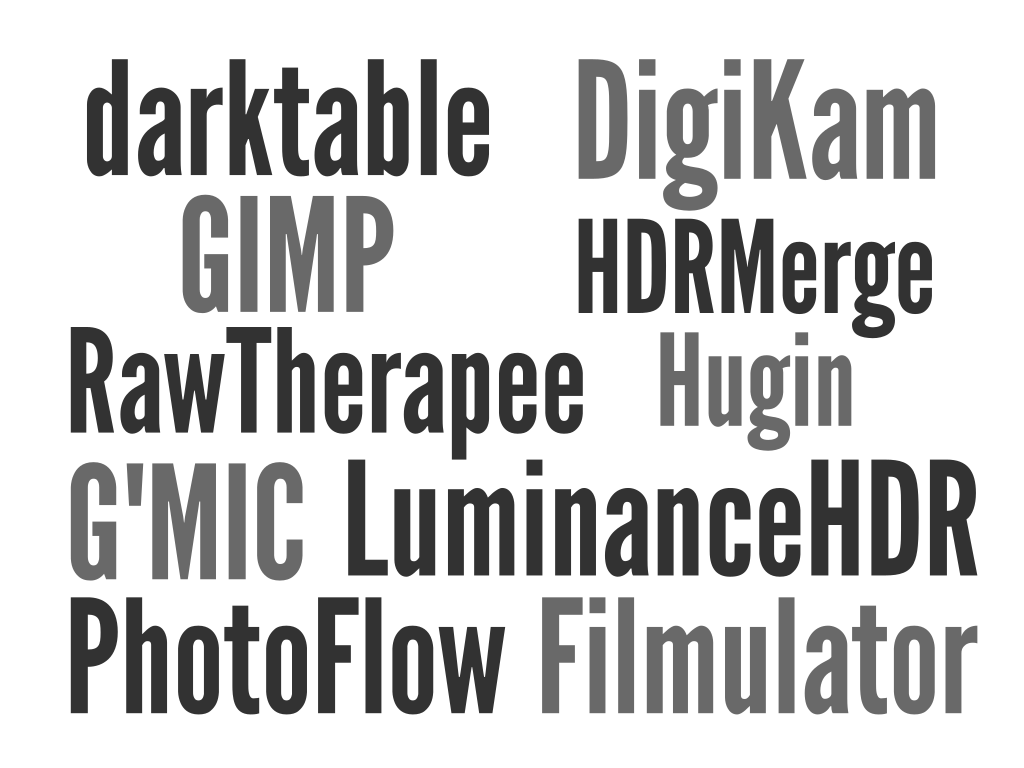 darktable DigiKam
GIMP HDRMerge
RawTherapee Hugin
G'MIC LuminanceHDR
PhotoFlow Filmulator